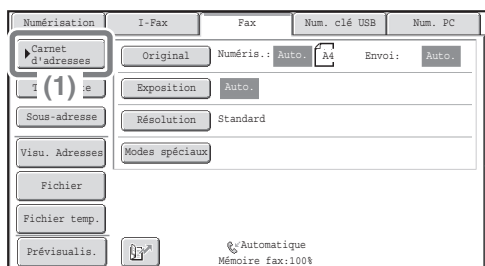 Numérisation
I-Fax
Fax
Num. clé USB
Num. PC
Carnet
d'adresses
Original
Numéris.: Auto. A4 Envoi: Auto.
(1)
Exposition
Auto.
Sous-adresse
Résolution
Standard
Visu. Adresses
Modes spéciaux
Fichier
Fichier temp.
Prévisualis.
Automatique
Mémoire fax:100%